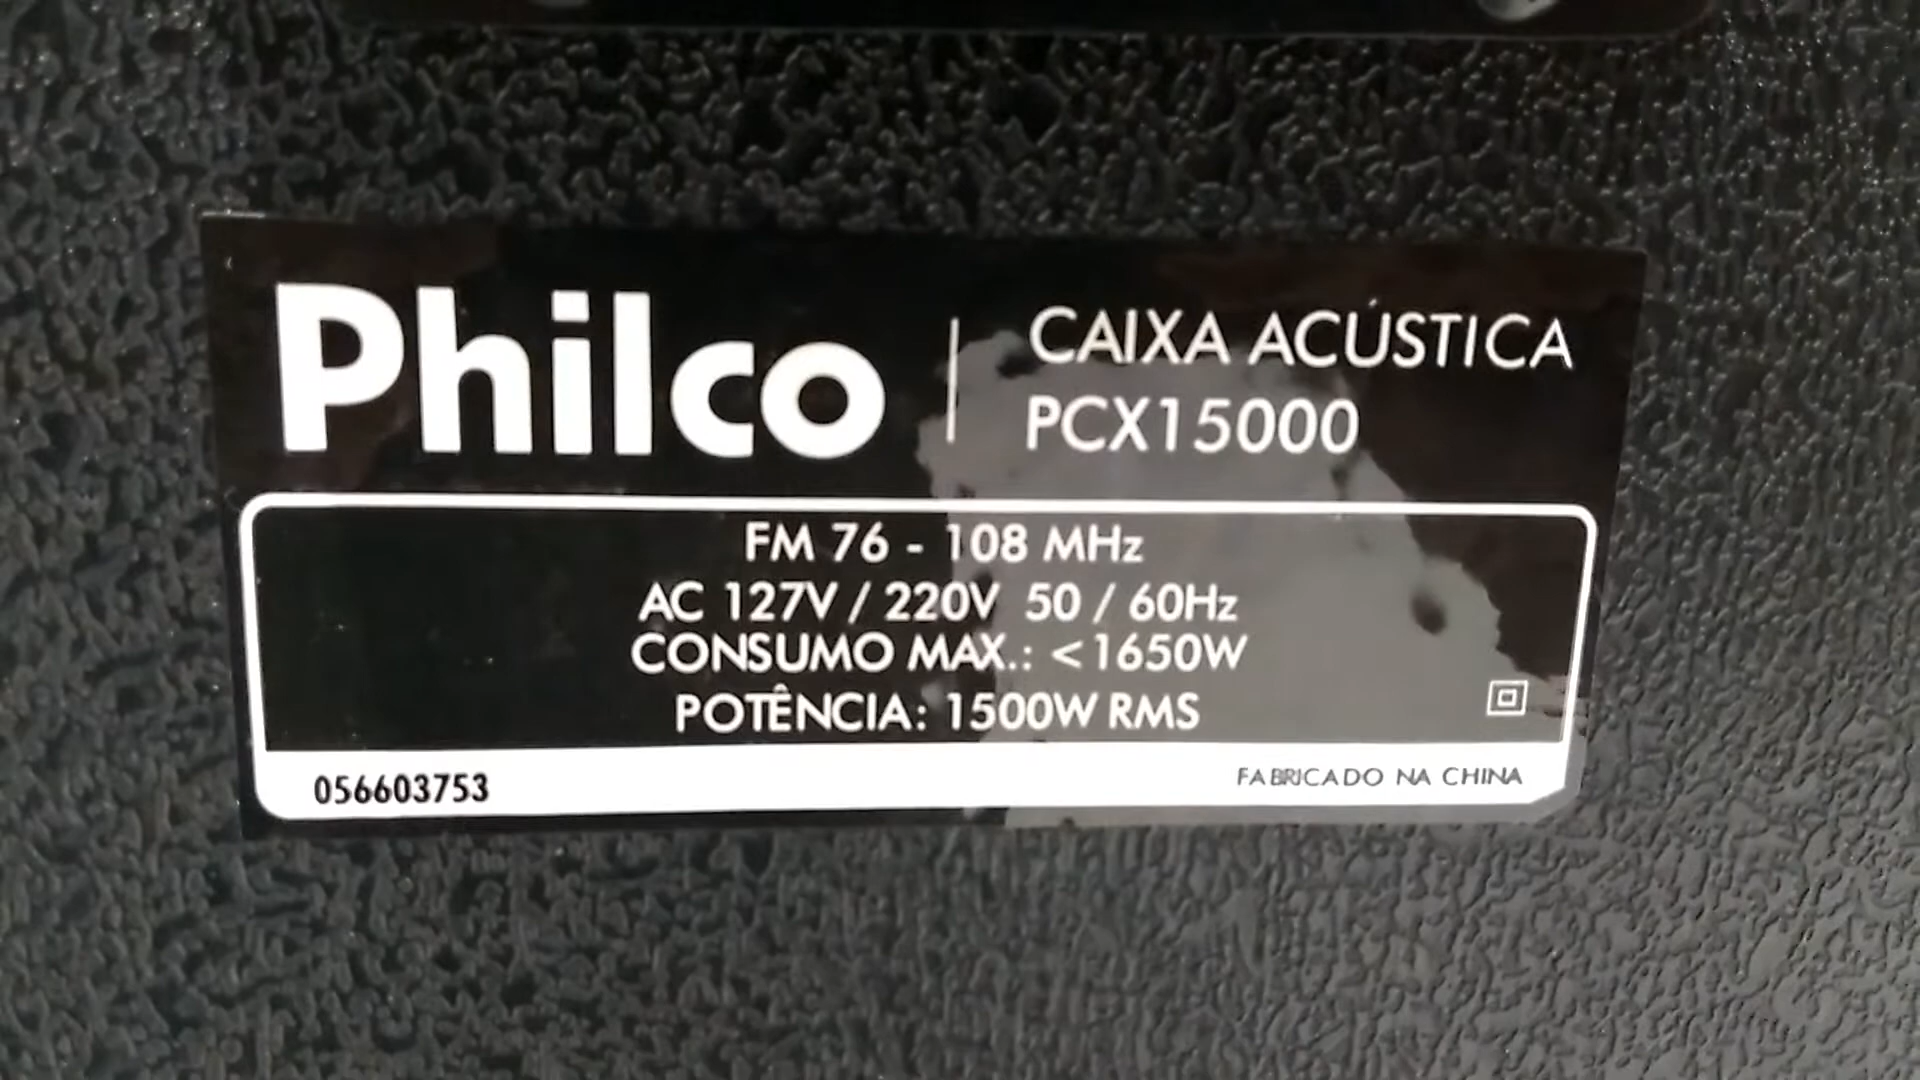 Philco
CAIXA ACÚSTICA
PCX15000
FM 76 - 108 MHz
AC 127V / 220V 50 / 60Hz
CONSUMO MAX.: <1650W
POTÊNCIA: 1500W RMS
056603753
FABRICADO NA CHINA